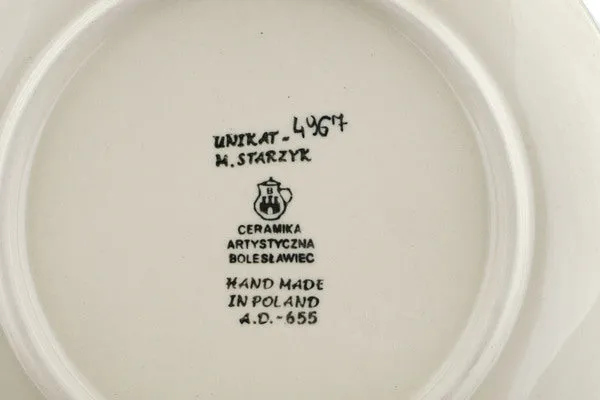 UNIKAT - 4967
M. STARZYK
B
CERAMIKA
ARTYSTYCZNA
BOLESŁAWIEC
HAND MADE
IN POLAND
A.D.-655